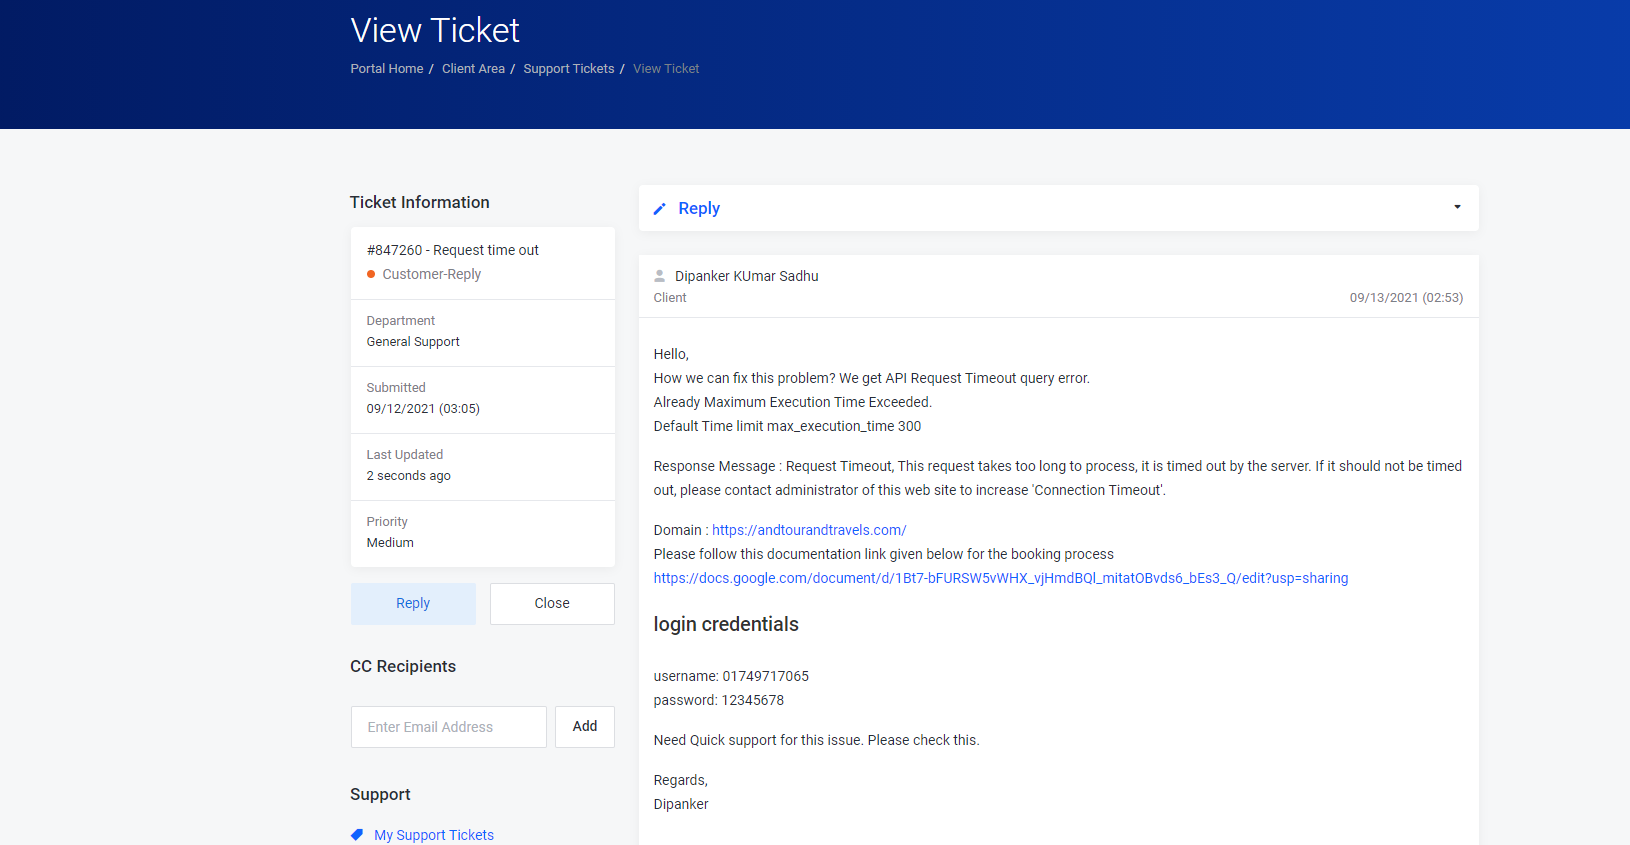 View Ticket
Portal Home / Client Area / Support Tickets / View Ticket
Ticket Information
#847260 - Request time out
Customer-Reply
Department
General Support
Submitted
09/12/2021 (03:05)
Last Updated
2 seconds ago
Priority
Medium
Reply
Close
CC Recipients
Enter Email Address
Add
Support
My Support Tickets
Reply
Dipanker KUmar Sadhu
Client
09/13/2021 (02:53)
Hello,
How we can fix this problem? We get API Request Timeout query error.
Already Maximum Execution Time Exceeded.
Default Time limit max_execution_time 300
Response Message : Request Timeout, This request takes too long to process, it is timed out by the server. If it should not be timed
out, please contact administrator of this web site to increase 'Connection Timeout'.
Domain : https://andtourandtravels.com/
Please follow this documentation link given below for the booking process
https://docs.google.com/document/d/1Bt7-bFURSW5vWHX_vjHmdBQl_mitatOBvds6_bEs3_Q/edit?usp=sharing
login credentials
username: 01749717065
password: 12345678
Need Quick support for this issue. Please check this.
Regards,
Dipanker